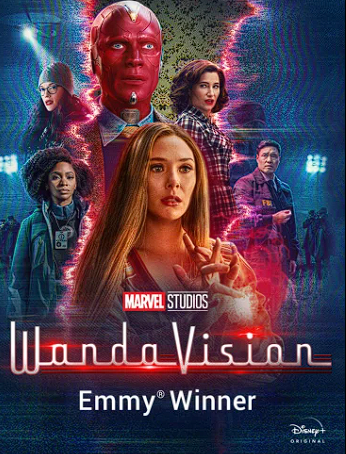 MARVEL STUDIOS
WandaVision
Emmy® Winner
Disney+
ORIGINAL